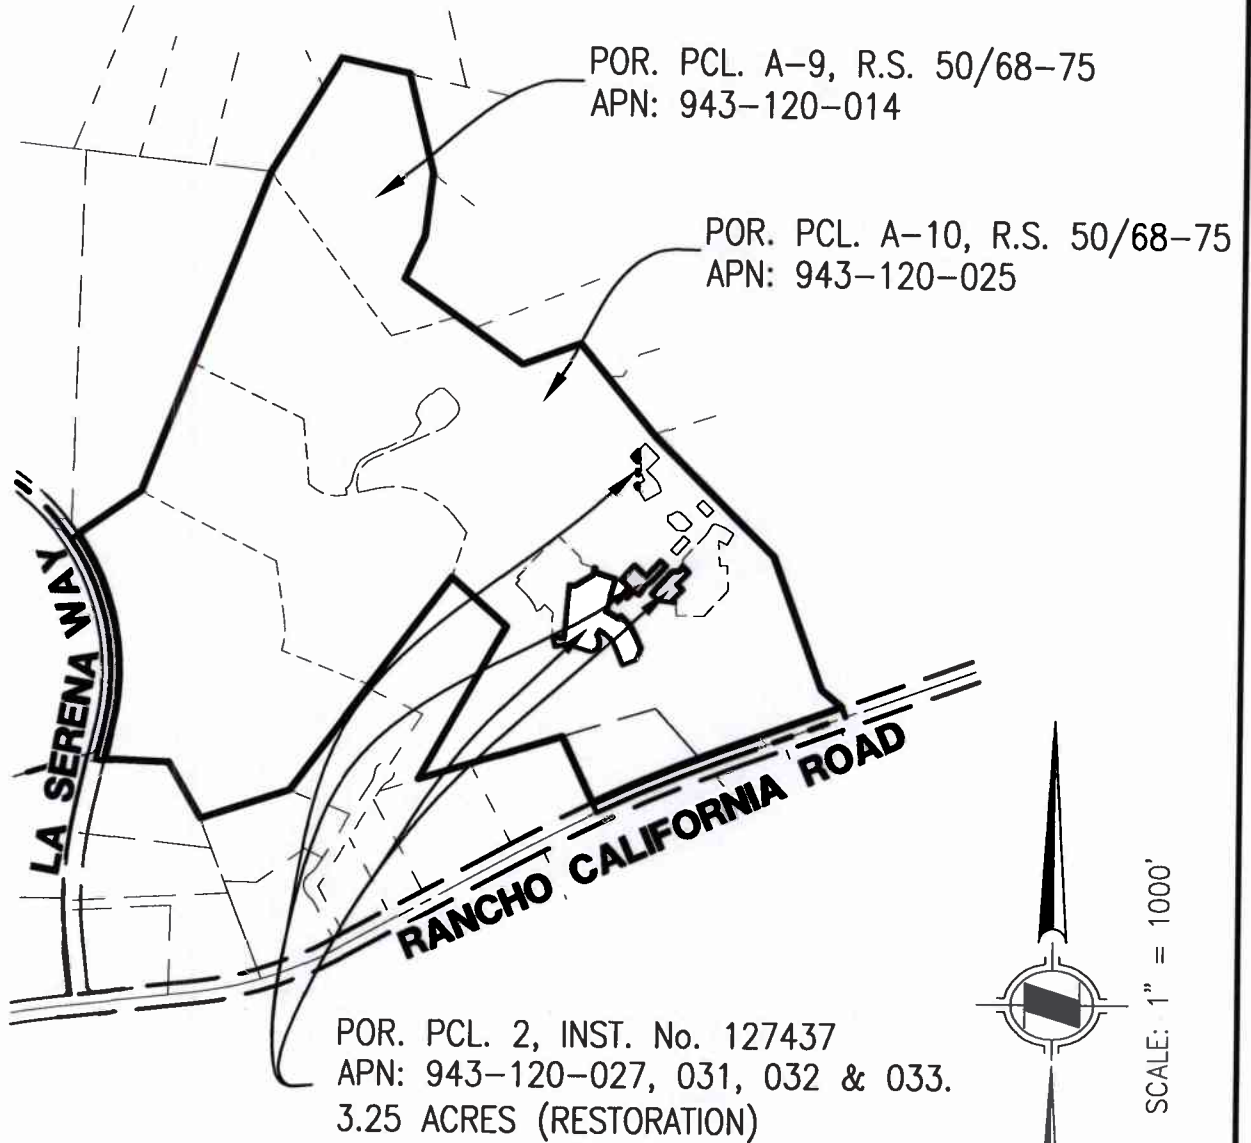 POR. PCL. A-9, R.S. 50/68-75
APN: 943-120-014
POR. PCL. A-10, R.S. 50/68-75
APN: 943-120-025
LA SERENA WAY
RANCHO CALIFORNIA ROAD
POR. PCL. 2, INST. No. 127437
APN: 943-120-027, 031, 032 & 033.
3.25 ACRES (RESTORATION)
SCALE: 1" = 1000'